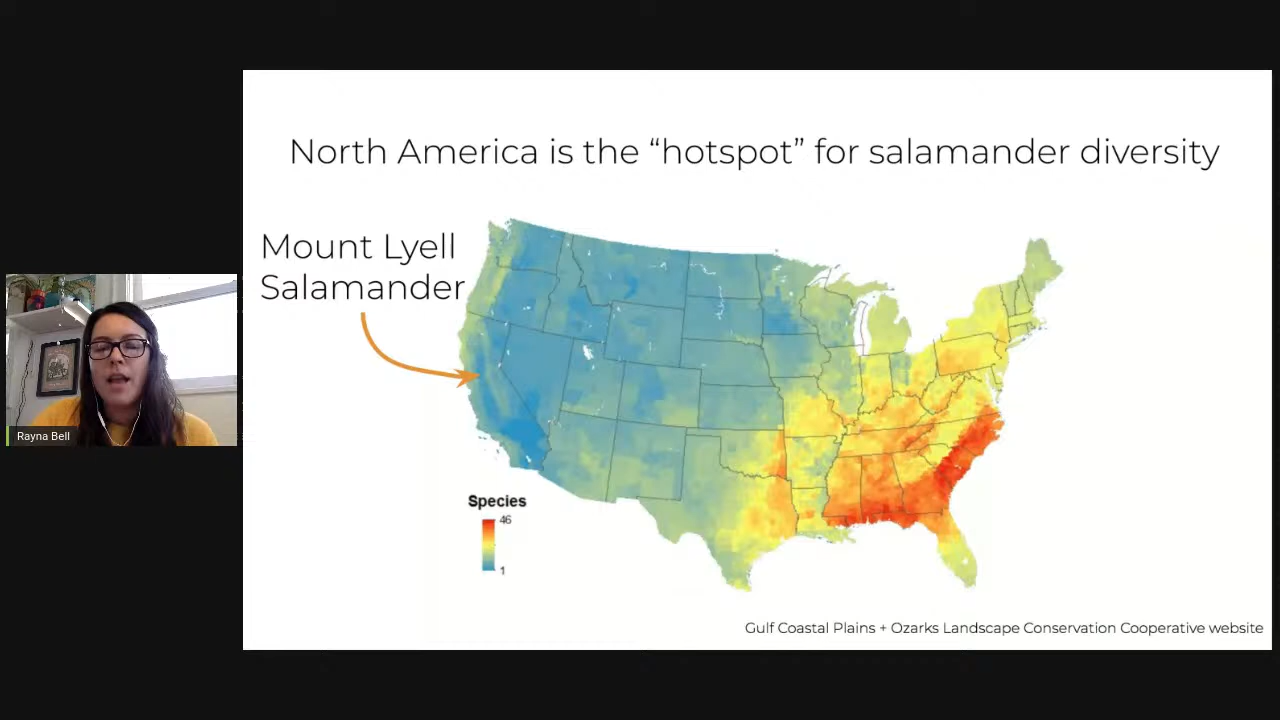 North America is the “hotspot” for salamander diversity
Mount Lyell
Salamander
Rayna Bell
Species
46
1
Gulf Coastal Plains + Ozarks Landscape Conservation Cooperative website